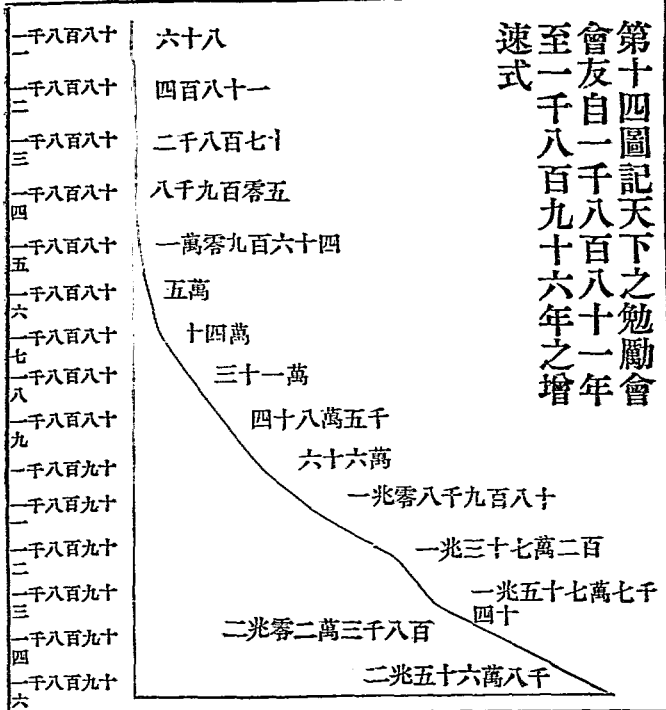 第十四圖記天下之勉勵會
會友自一千八百八十一年
至一千八百九十六年之增
速式
一千八百八十一
六十八
一千八百八十二
四百八十一
一千八百八十三
二千八百七十
一千八百八十四
八千九百零五
一千八百八十五
一萬零九百六十四
一千八百八十六
五萬
一千八百八十七
十四萬
一千八百八十八
三十一萬
一千八百八十九
四十八萬五千
一千八百九十
六十六萬
一千八百九十一
一兆零八千九百八十
一千八百九十二
一兆三十七萬二百
一千八百九十三
一兆五十七萬七千
四十
一千八百九十四
二兆零二萬三千八百
一千八百九十六
二兆五十六萬八千